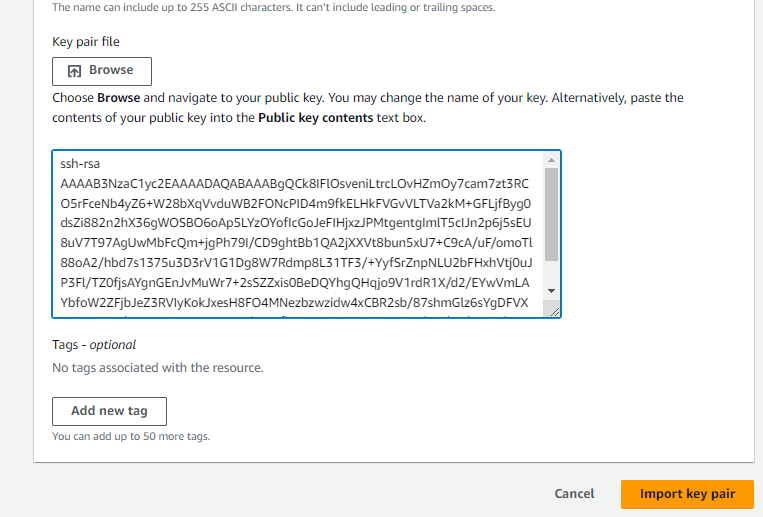 The name can include up to 255 ASCII characters. It can't include leading or trailing spaces.
Key pair file
Browse
Choose Browse and navigate to your public key. You may change the name of your key. Alternatively, paste the
contents of your public key into the Public key contents text box.
ssh-rsa
AAAAB3NzaC1yc2EAAAADAQABAAABgQCk8IFlOsveniLtrcLOvHZmOy7cam7zt3RC
O5rFceNb4yZ6+W28bXqVvduWB2FONcPID4m9fkELHkFVGvVLTVa2kM+GFLjfByg0
dsZi882n2hX36gWOSBO6oAp5LYzOYofIcGoJeFIHjxzJPMtgentgImlT5cIJn2p6j5sEU
8uV7T97AgUwMbFcQm+jgPh79I/CD9ghtBb1QA2jXXVt8bun5xU7+C9cA/uF/omoTl
88oA2/hbd7s1375u3D3rV1G1Dg8W7Rdmp8L31TF3/+YyfSrZnpNLU2bFHxhVtj0uJ
P3Fl/TZ0fjsAYgnGEnJvMuWr7+2sSZZxis0BeDQYhgQHqjo9V1rdR1X/d2/EYwVmLA
YbfoW2ZFjbJeZ3RVIyKokJxesH8FO4MNezbzwzidw4xCBR2sb/87shmGlz6sYgDFVX
Tags - optional
No tags associated with the resource.
Add new tag
You can add up to 50 more tags.
Cancel
Import key pair